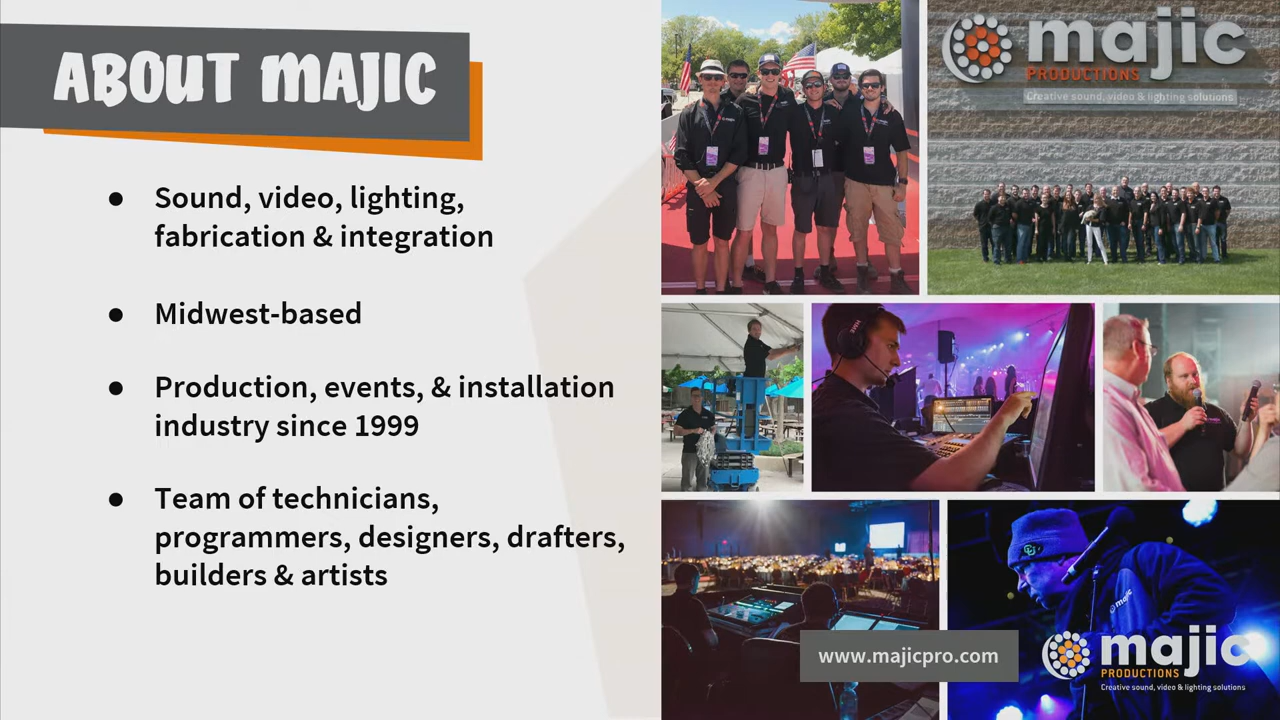 ABOUT MAJIC
● Sound, video, lighting,
fabrication & integration
● Midwest-based
● Production, events, & installation
industry since 1999
● Team of technicians,
programmers, designers, drafters,
builders & artists
majic
PRODUCTIONS
Creative sound, video & lighting solutions
majic
www.majicpro.com
majic
PRODUCTIONS
Creative sound, video & lighting solutions